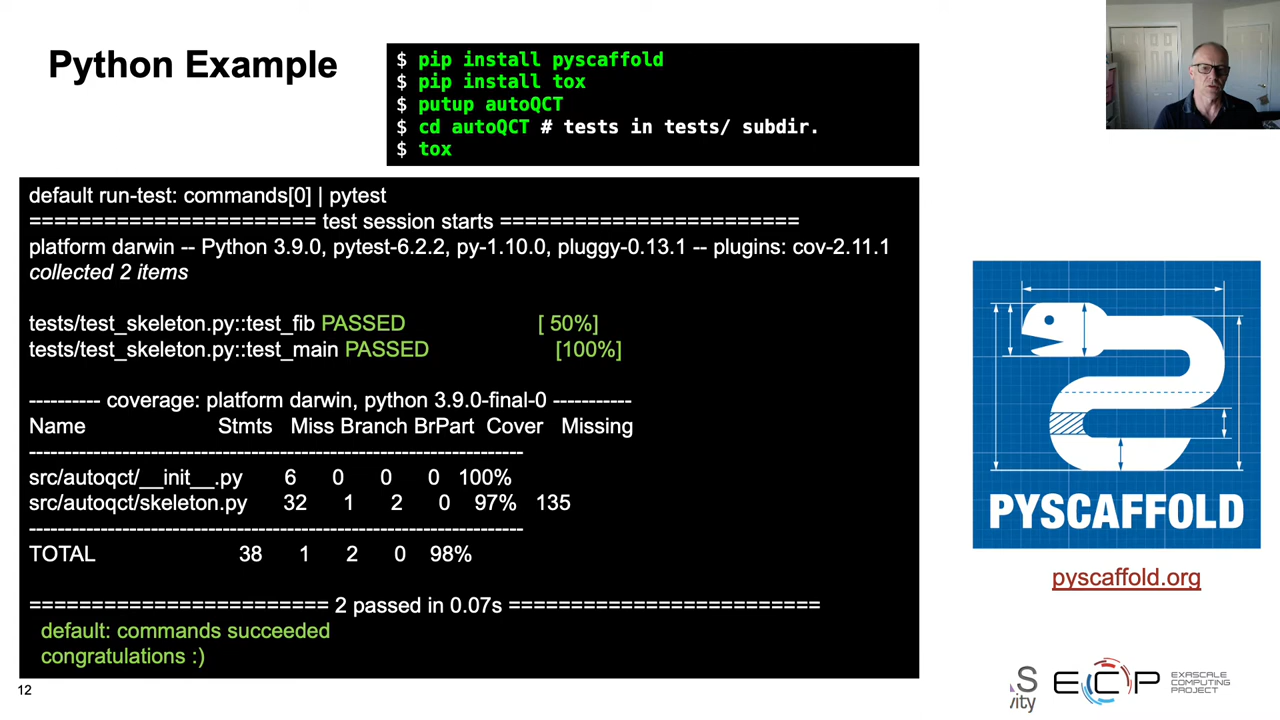 Python Example
$ pip install pyscaffold
$ pip install tox
$ putup autoQCT
$ cd autoQCT # tests in tests/ subdir.
$ tox
default run-test: commands[0] | pytest
======================== test session starts =========================
platform darwin -- Python 3.9.0, pytest-6.2.2, py-1.10.0, pluggy-0.13.1 -- plugins: cov-2.11.1
collected 2 items
tests/test_skeleton.py::test_fib PASSED [ 50%]
tests/test_skeleton.py::test_main PASSED [100%]
---------- coverage: platform darwin, python 3.9.0-final-0 -----------
Name Stmts Miss Branch BrPart Cover Missing
----------------------------------------------------------------------
src/autoqct/__init__.py 6 0 0 0 100%
src/autoqct/skeleton.py 32 1 2 0 97% 135
----------------------------------------------------------------------
TOTAL 38 1 2 0 98%
========================= 2 passed in 0.07s ==========================
default: commands succeeded
congratulations :)
PYSCAFFOLD
pyscaffold.org
12
S
vity
ECP
EXASCALE
COMPUTING
PROJECT